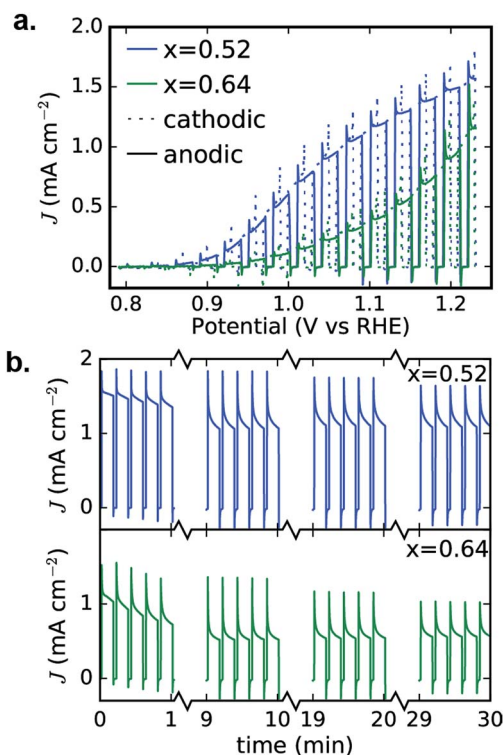 a.
2.0
1.5
1.0
0.5
0.0
J (mA cm⁻²)
x=0.52
x=0.64
cathodic
anodic
0.8 0.9 1.0 1.1 1.2
Potential (V vs RHE)
b.
2
1
0
J (mA cm⁻²)
x=0.52
1
0
J (mA cm⁻²)
x=0.64
0 1 9 10 19 20 29 30
time (min)